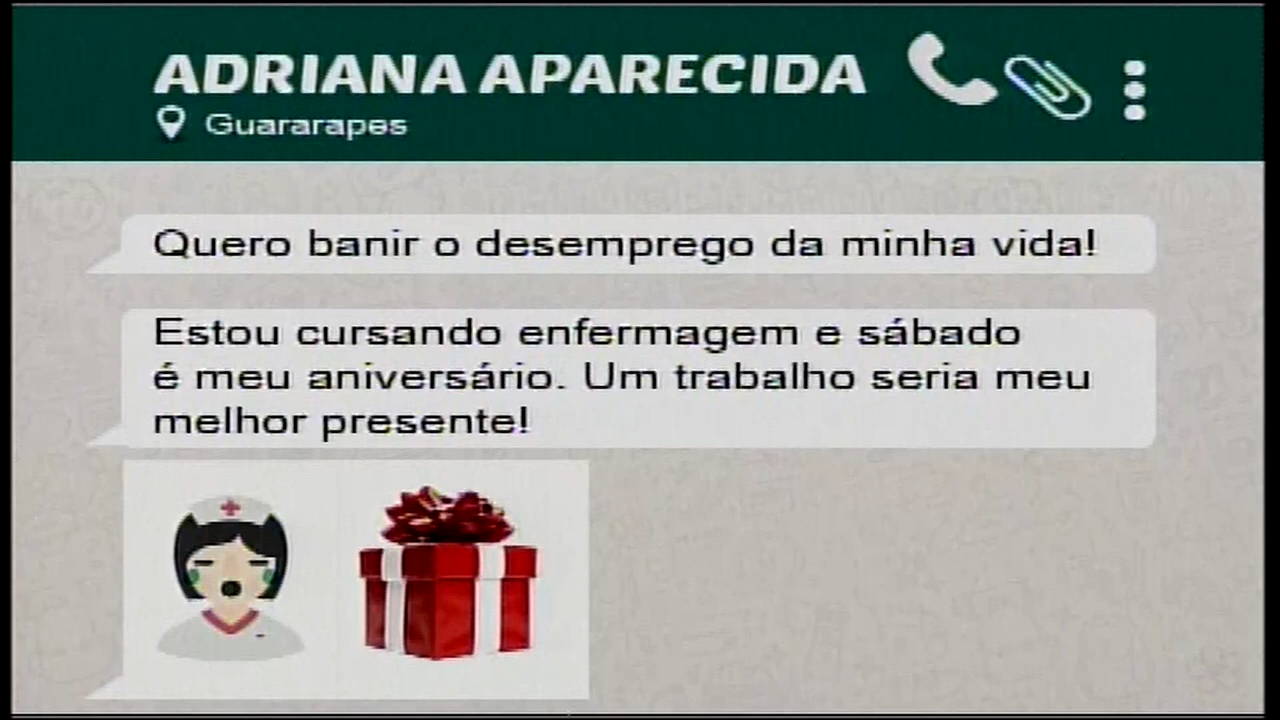 ADRIANA APARECIDA
Guararapes
Quero banir o desemprego da minha vida!
Estou cursando enfermagem e sábado
é meu aniversário. Um trabalho seria meu
melhor presente!